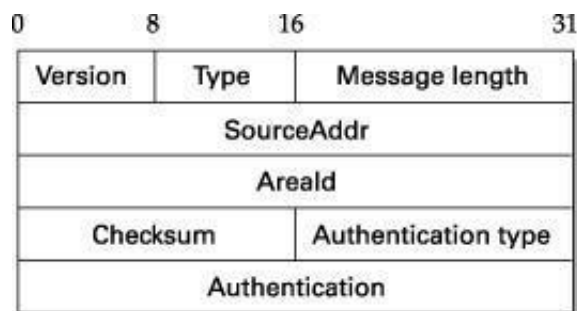 0 8 16 31
Version Type Message length
SourceAddr
AreaId
Checksum Authentication type
Authentication